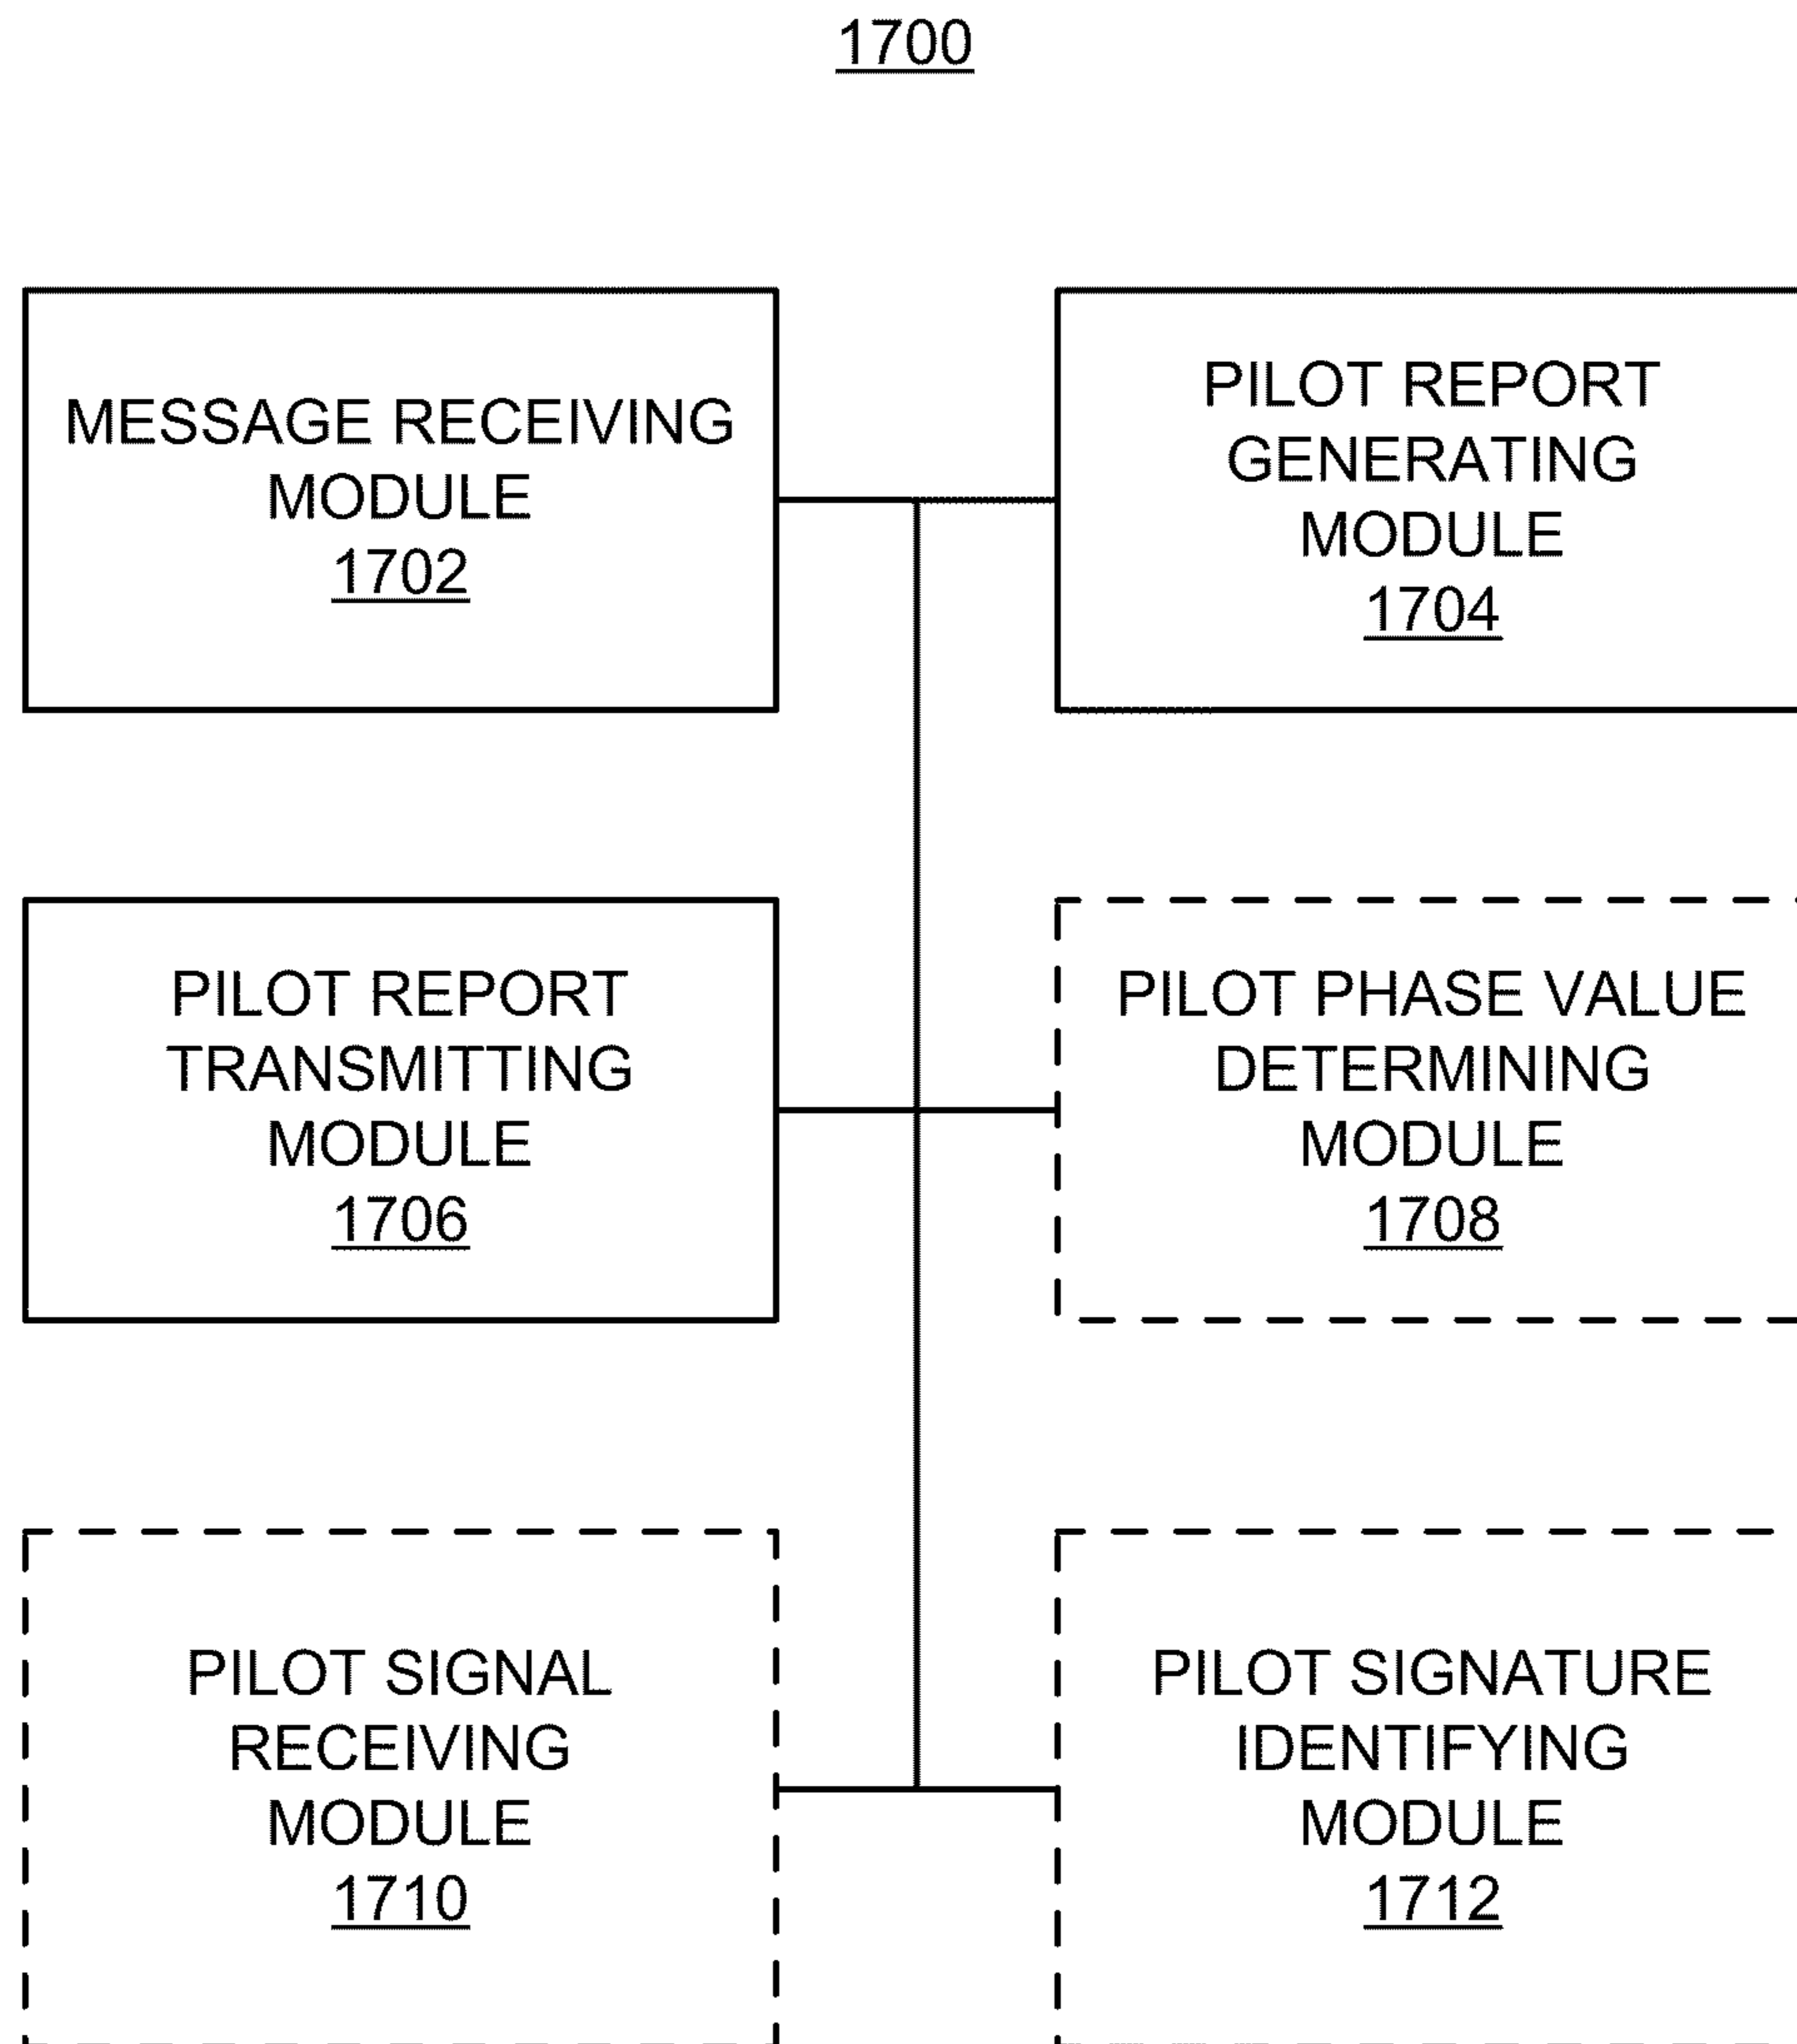 1700
MESSAGE RECEIVING
MODULE
1702
PILOT REPORT
GENERATING
MODULE
1704
PILOT REPORT
TRANSMITTING
MODULE
1706
PILOT PHASE VALUE
DETERMINING
MODULE
1708
PILOT SIGNAL
RECEIVING
MODULE
1710
PILOT SIGNATURE
IDENTIFYING
MODULE
1712